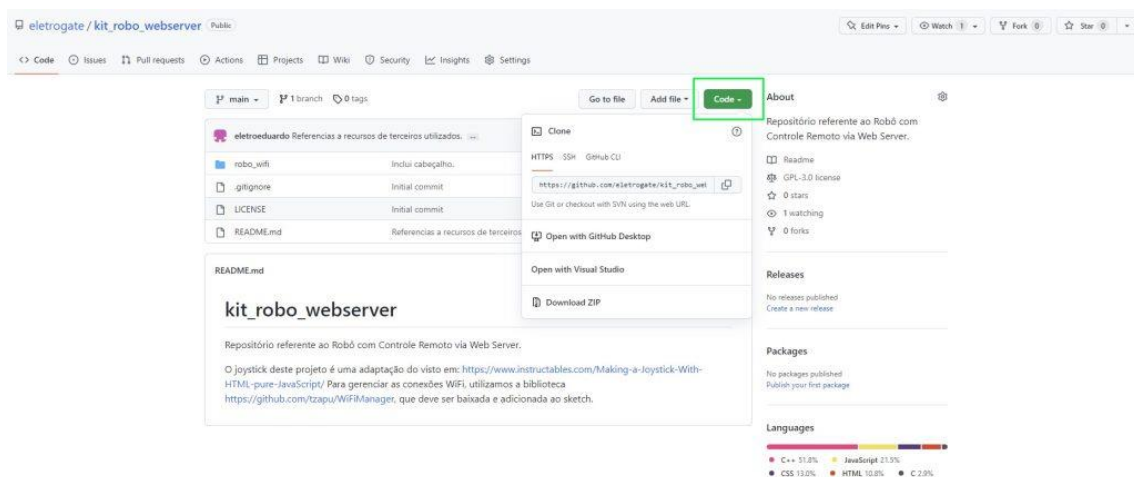 eletrogate / kit_robo_webserver Public
Edit Pins Watch 1 Fork 0 Star 0
Code Issues Pull requests Actions Projects Wiki Security Insights Settings
main 1 branch 0 tags Go to file Add file Code
eletroeduardo Referencias a recursos de terceiros utilizados. ...
robo_wifi Inclui cabeçalho.
.gitignore Initial commit
LICENSE Initial commit
README.md Referencias a recursos de terceiros
Clone
HTTPS SSH GitHub CLI
https://github.com/eletrogate/kit_robo_wel
Use Git or checkout with SVN using the web URL.
Open with GitHub Desktop
Open with Visual Studio
Download ZIP
README.md
kit_robo_webserver
Repositório referente ao Robô com Controle Remoto via Web Server.
O joystick deste projeto é uma adaptação do visto em: https://www.instructables.com/Making-a-Joystick-With-
HTML-pure-JavaScript/ Para gerenciar as conexões WiFi, utilizamos a biblioteca
https://github.com/tzapu/WiFiManager, que deve ser baixada e adicionada ao sketch.
About
Repositório referente ao Robô com
Controle Remoto via Web Server.
Readme
GPL-3.0 license
0 stars
1 watching
0 forks
Releases
No releases published
Create a new release
Packages
No packages published
Publish your first package
Languages
C++ 51.8% JavaScript 21.5%
CSS 13.0% HTML 10.8% C 2.9%